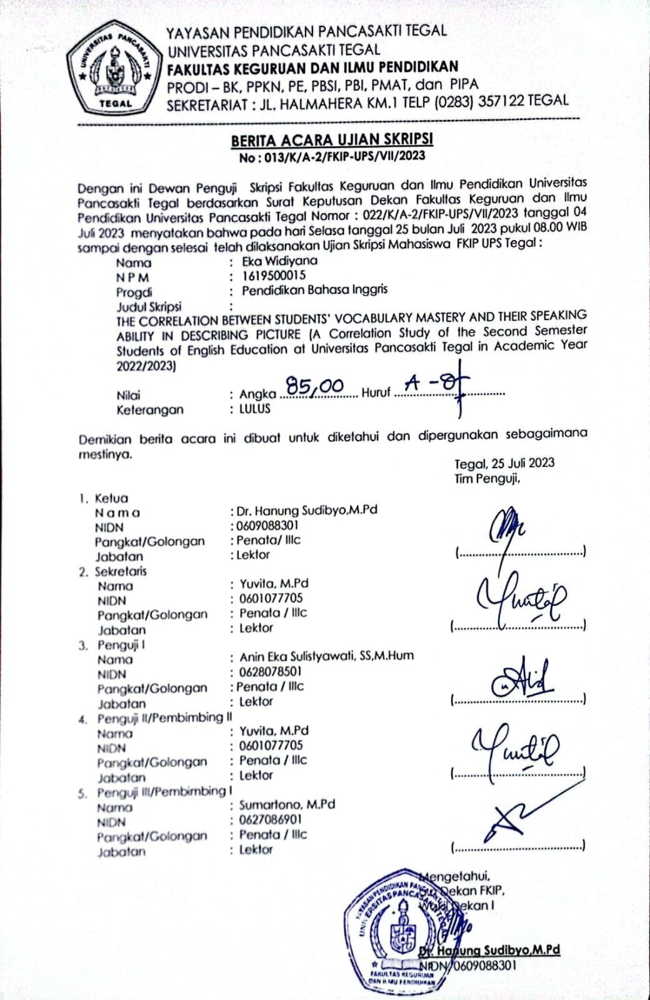 UNIVERSITAS PANCASAKTI
TEGAL
YAYASAN PENDIDIKAN PANCASAKTI TEGAL
UNIVERSITAS PANCASAKTI TEGAL
FAKULTAS KEGURUAN DAN ILMU PENDIDIKAN
PRODI – BK, PPKN, PE, PBSI, PBI, PMAT, dan PIPA
SEKRETARIAT : JL. HALMAHERA KM.1 TELP (0283) 357122 TEGAL
BERITA ACARA UJIAN SKRIPSI
No : 013/K/A-2/FKIP-UPS/VII/2023
Dengan ini Dewan Penguji Skripsi Fakultas Keguruan dan Ilmu Pendidikan Universitas
Pancasakti Tegal berdasarkan Surat Keputusan Dekan Fakultas Keguruan dan Ilmu
Pendidikan Universitas Pancasakti Tegal Nomor : 022/K/A-2/FKIP-UPS/VII/2023 tanggal 04
Juli 2023 menyatakan bahwa pada hari Selasa tanggal 25 bulan Juli 2023 pukul 08.00 WIB
sampai dengan selesai telah dilaksanakan Ujian Skripsi Mahasiswa FKIP UPS Tegal :
Nama : Eka Widiyana
N P M : 1619500015
Progdi : Pendidikan Bahasa Inggris
Judul Skripsi :
THE CORRELATION BETWEEN STUDENTS' VOCABULARY MASTERY AND THEIR SPEAKING
ABILITY IN DESCRIBING PICTURE (A Correlation Study of the Second Semester
Students of English Education at Universitas Pancasakti Tegal in Academic Year
2022/2023)
Nilai : Angka 85,00 Huruf A -
Keterangan : LULUS
Demikian berita acara ini dibuat untuk diketahui dan dipergunakan sebagaimana
mestinya.
Tegal, 25 Juli 2023
Tim Penguji,
1. Ketua
N a m a : Dr. Hanung Sudibyo,M.Pd
NIDN : 0609088301
Pangkat/Golongan : Penata/ IIIc
Jabatan : Lektor (........................................)
2. Sekretaris
Nama : Yuvita, M.Pd
NIDN : 0601077705
Pangkat/Golongan : Penata / IIIc
Jabatan : Lektor (........................................)
3. Penguji I
Nama : Anin Eka Sulistyawati, SS,M.Hum
NIDN : 0628078501
Pangkat/Golongan : Penata / IIIc
Jabatan : Lektor (........................................)
4. Penguji II/Pembimbing II
Nama : Yuvita, M.Pd
NIDN : 0601077705
Pangkat/Golongan : Penata / IIIc
Jabatan : Lektor (........................................)
5. Penguji III/Pembimbing I
Nama : Sumartono, M.Pd
NIDN : 0627086901
Pangkat/Golongan : Penata / IIIc
Jabatan : Lektor (........................................)
Mengetahui,
Dekan FKIP,
Wakil Dekan I
Dr. Hanung Sudibyo,M.Pd
NIDN 0609088301
YAYASAN PENDIDIKAN PANCASAKTI
UNIVERSITAS PANCASAKTI TEGAL
FAKULTAS KEGURUAN
DAN ILMU PENDIDIKAN